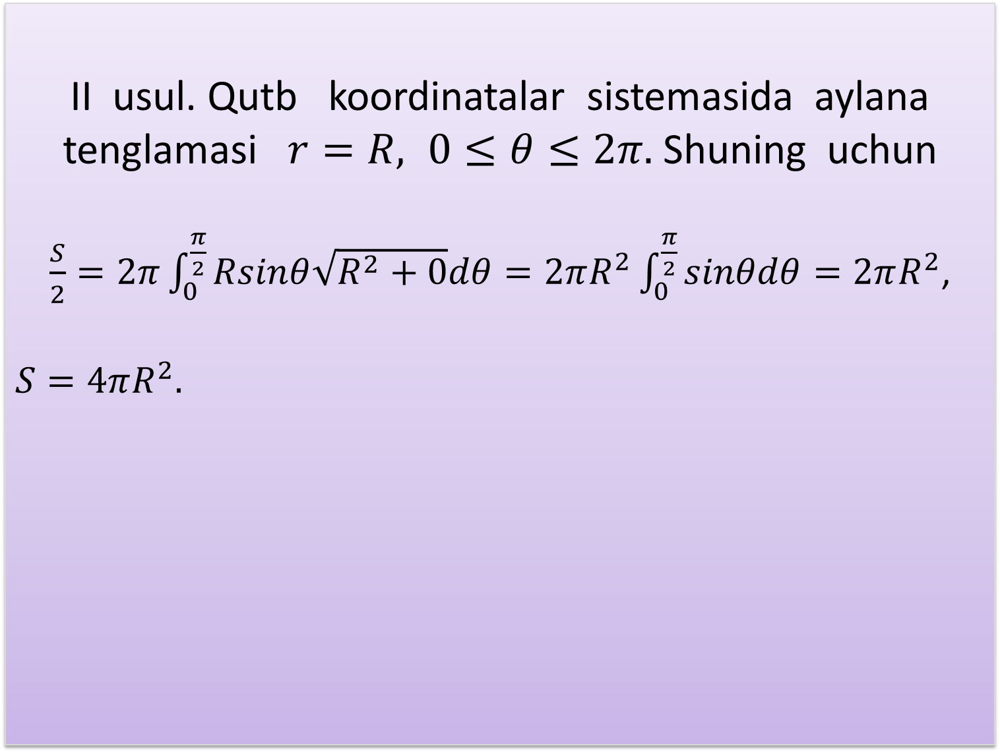 II usul. Qutb koordinatalar sistemasida aylana
tenglamasi r = R, 0 ≤ θ ≤ 2π. Shuning uchun
S/2 = 2π ∫₀^(π/2) Rsinθ√(R² + 0)dθ = 2πR² ∫₀^(π/2) sinθdθ = 2πR²,
S = 4πR².